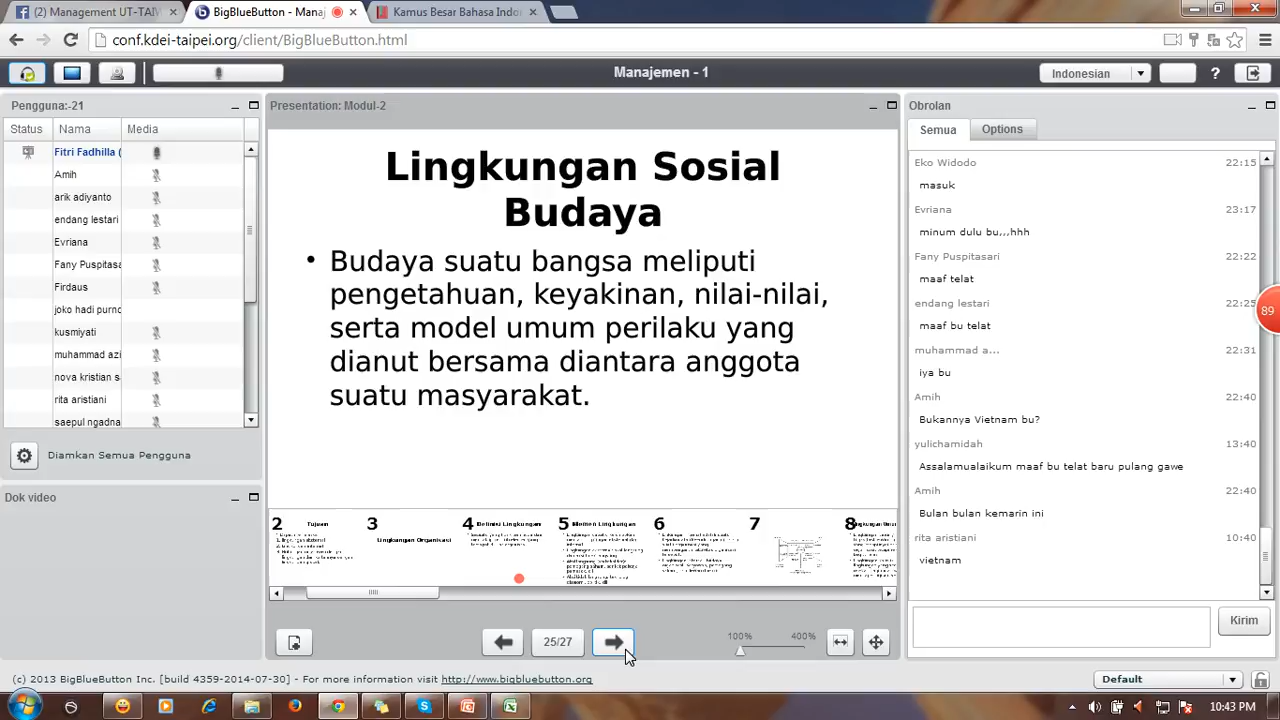 (2) Management UT-TAI
BigBlueButton - Manaj
Kamus Besar Bahasa Indo
conf.kdei-taipei.org/client/BigBlueButton.html
Manajemen - 1
Indonesian
?
Pengguna:-21
Status Nama Media
Fitri Fadhilla (
Amih
arik adiyanto
endang lestari
Evriana
Fany Puspitasa
Firdaus
joko hadi purno
kusmiyati
muhammad azi
nova kristian s
rita aristiani
saepul ngadna
Diamkan Semua Pengguna
Dok video
Presentation: Modul-2
Lingkungan Sosial
Budaya
• Budaya suatu bangsa meliputi
pengetahuan, keyakinan, nilai-nilai,
serta model umum perilaku yang
dianut bersama diantara anggota
suatu masyarakat.
2 Tujuan
3 Lingkungan Organisasi
4 Definisi Lingkungan
5 Elemen Lingkungan
6
7
8
25/27
100% 400%
Obrolan
Semua Options
Eko Widodo 22:15
masuk
Evriana 23:17
minum dulu bu,,,hhh
Fany Puspitasari 22:22
maaf telat
endang lestari 22:25
maaf bu telat
muhammad a... 22:31
iya bu
Amih 22:40
Bukannya Vietnam bu?
yulichamidah 13:40
Assalamualaikum maaf bu telat baru pulang gawe
Amih 22:40
Bulan bulan kemarin ini
rita aristiani 10:40
vietnam
Kirim
89
(c) 2013 BigBlueButton Inc. [build 4359-2014-07-30] - For more information visit http://www.bigbluebutton.org
Default
10:43 PM